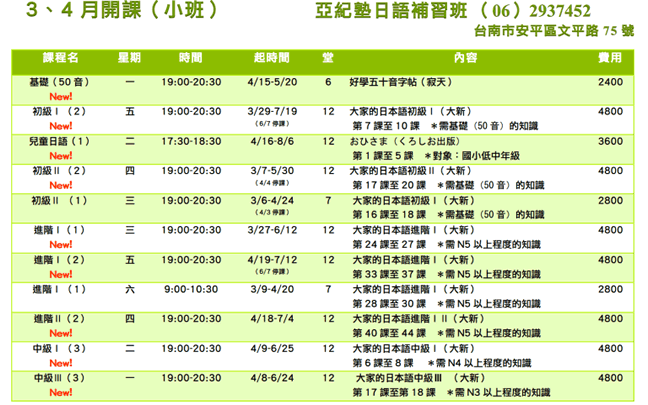 3、4月開課（小班） 亞紀塾日語補習班（06）2937452
台南市安平區文平路 75 號
課程名 星期 時間 起時間 堂 內容 費用
基礎（50 音） 一 19:00-20:30 4/15-5/20 6 好學五十音字帖（寂天） 2400
New!
初級Ⅰ（2） 五 19:00-20:30 3/29-7/19 12 大家的日本語初級Ⅰ（大新） 4800
New! （6/7 停課） 第 7 課至 10 課 ＊需基礎（50 音）的知識
兒童日語（1） 二 17:30-18:30 4/16-8/6 12 おひさま（くろしお出版） 3600
New! 第 1 課至 5 課 ＊對象：國小低中年級
初級Ⅱ（2） 四 19:00-20:30 3/7-5/30 12 大家的日本語初級Ⅱ（大新） 4800
New! （4/4 停課） 第 17 課至 20 課 ＊需基礎（50 音）的知識
初級Ⅱ（1） 三 19:00-20:30 3/6-4/24 7 大家的日本語初級Ⅰ（大新） 2800
（4/3 停課） 第 16 課至 18 課 ＊需基礎（50 音）的知識
進階Ⅰ（1） 三 19:00-20:30 3/27-6/12 12 大家的日本語進階Ⅰ（大新） 4800
New! 第 24 課至 27 課 ＊需 N5 以上程度的知識
進階Ⅰ（2） 五 19:00-20:30 4/19-7/12 12 大家的日本語進階Ⅰ（大新） 4800
New! （6/7 停課） 第 33 課至 37 課 ＊需 N5 以上程度的知識
進階Ⅰ（1） 六 9:00-10:30 3/9-4/20 7 大家的日本語進階Ⅰ（大新） 2800
第 28 課至 30 課 ＊需 N5 以上程度的知識
進階Ⅱ（2） 四 19:00-20:30 4/18-7/4 12 大家的日本語進階ⅠⅠ（大新） 4800
New! 第 40 課至 44 課 ＊需 N5 以上程度的知識
中級Ⅰ（3） 二 19:00-20:30 4/9-6/25 12 大家的日本語中級Ⅰ（大新） 4800
New! 第 6 課至 8 課 ＊需 N4 以上程度的知識
中級Ⅲ（3） 一 19:00-20:30 4/8-6/24 12 大家的日本語中級Ⅲ （大新） 4800
New! 第 17 課至第 18 課 ＊需 N3 以上程度的知識